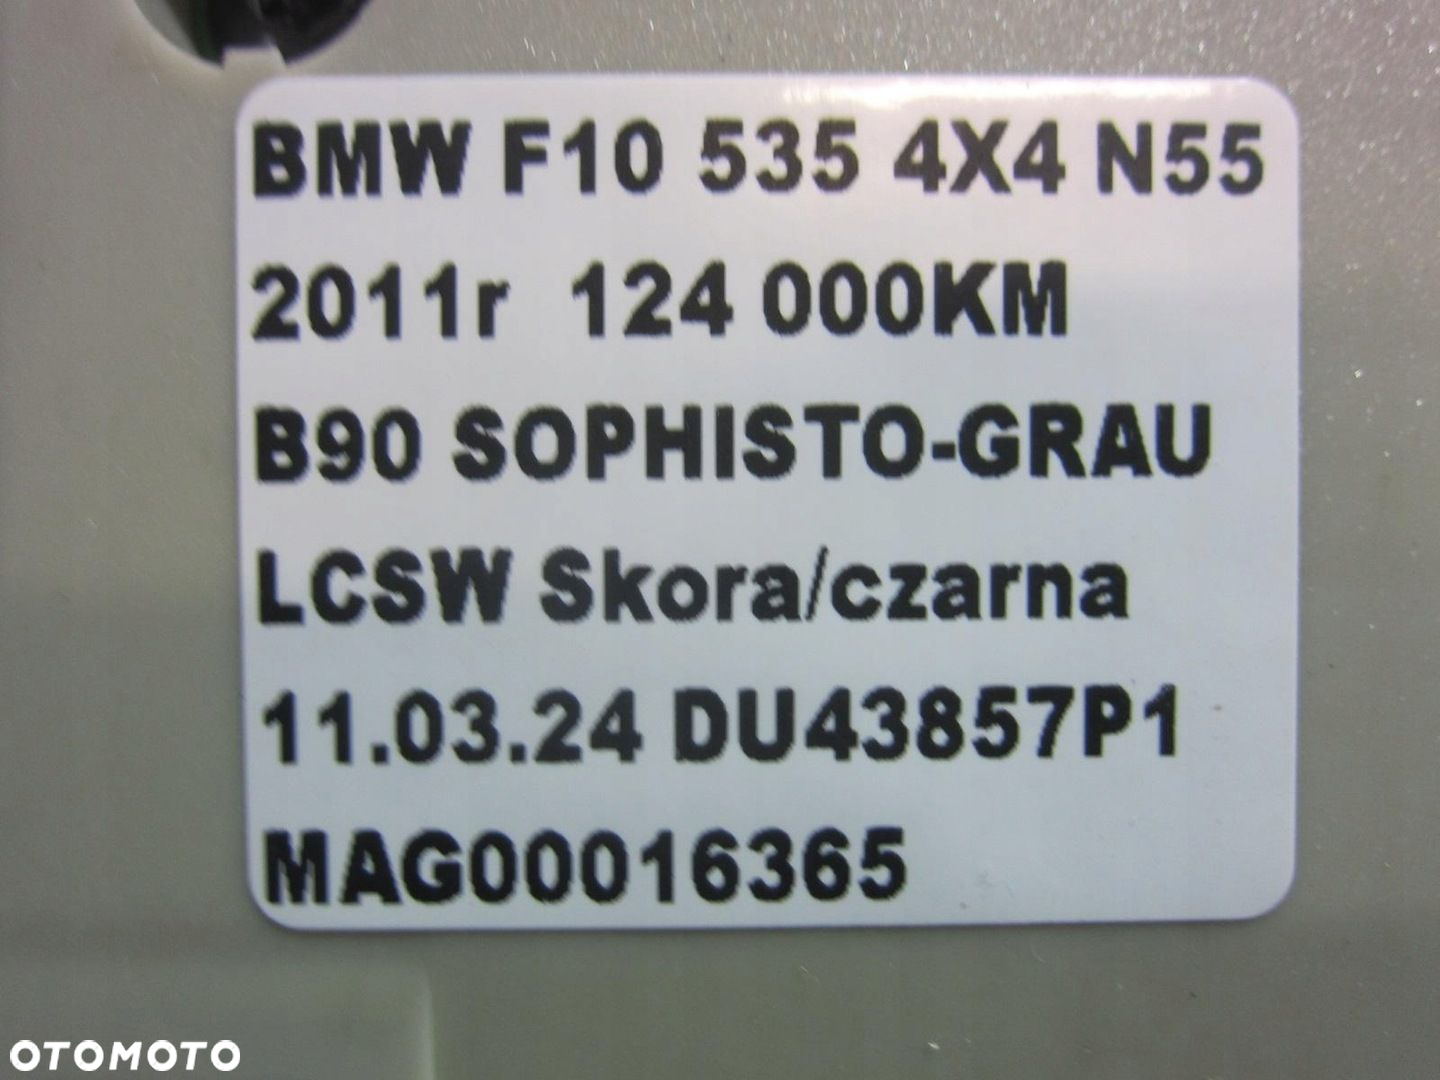 BMW F10 535 4X4 N55
2011r 124 000KM
B90 SOPHISTO-GRAU
LCSW Skora/czarna
11.03.24 DU43857P1
MAG00016365
OTOMOTO